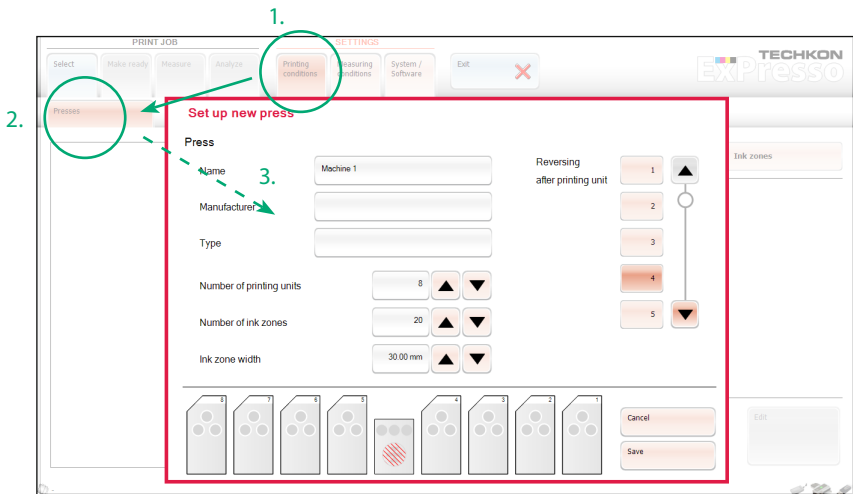 1.
PRINT JOB
SETTINGS
Select
Make ready
Measure
Analyze
Printing
conditions
Measuring
conditions
System /
Software
Exit
TECHKON
ExPresso
2.
Presses
Set up new press
Press
Name
3.
Machine 1
Reversing
after printing unit
1
Ink zones
Manufacturer
2
Type
3
Number of printing units
8
4
Number of ink zones
20
5
Ink zone width
30.00 mm
8
7
6
5
4
3
2
1
Cancel
Edit
Save